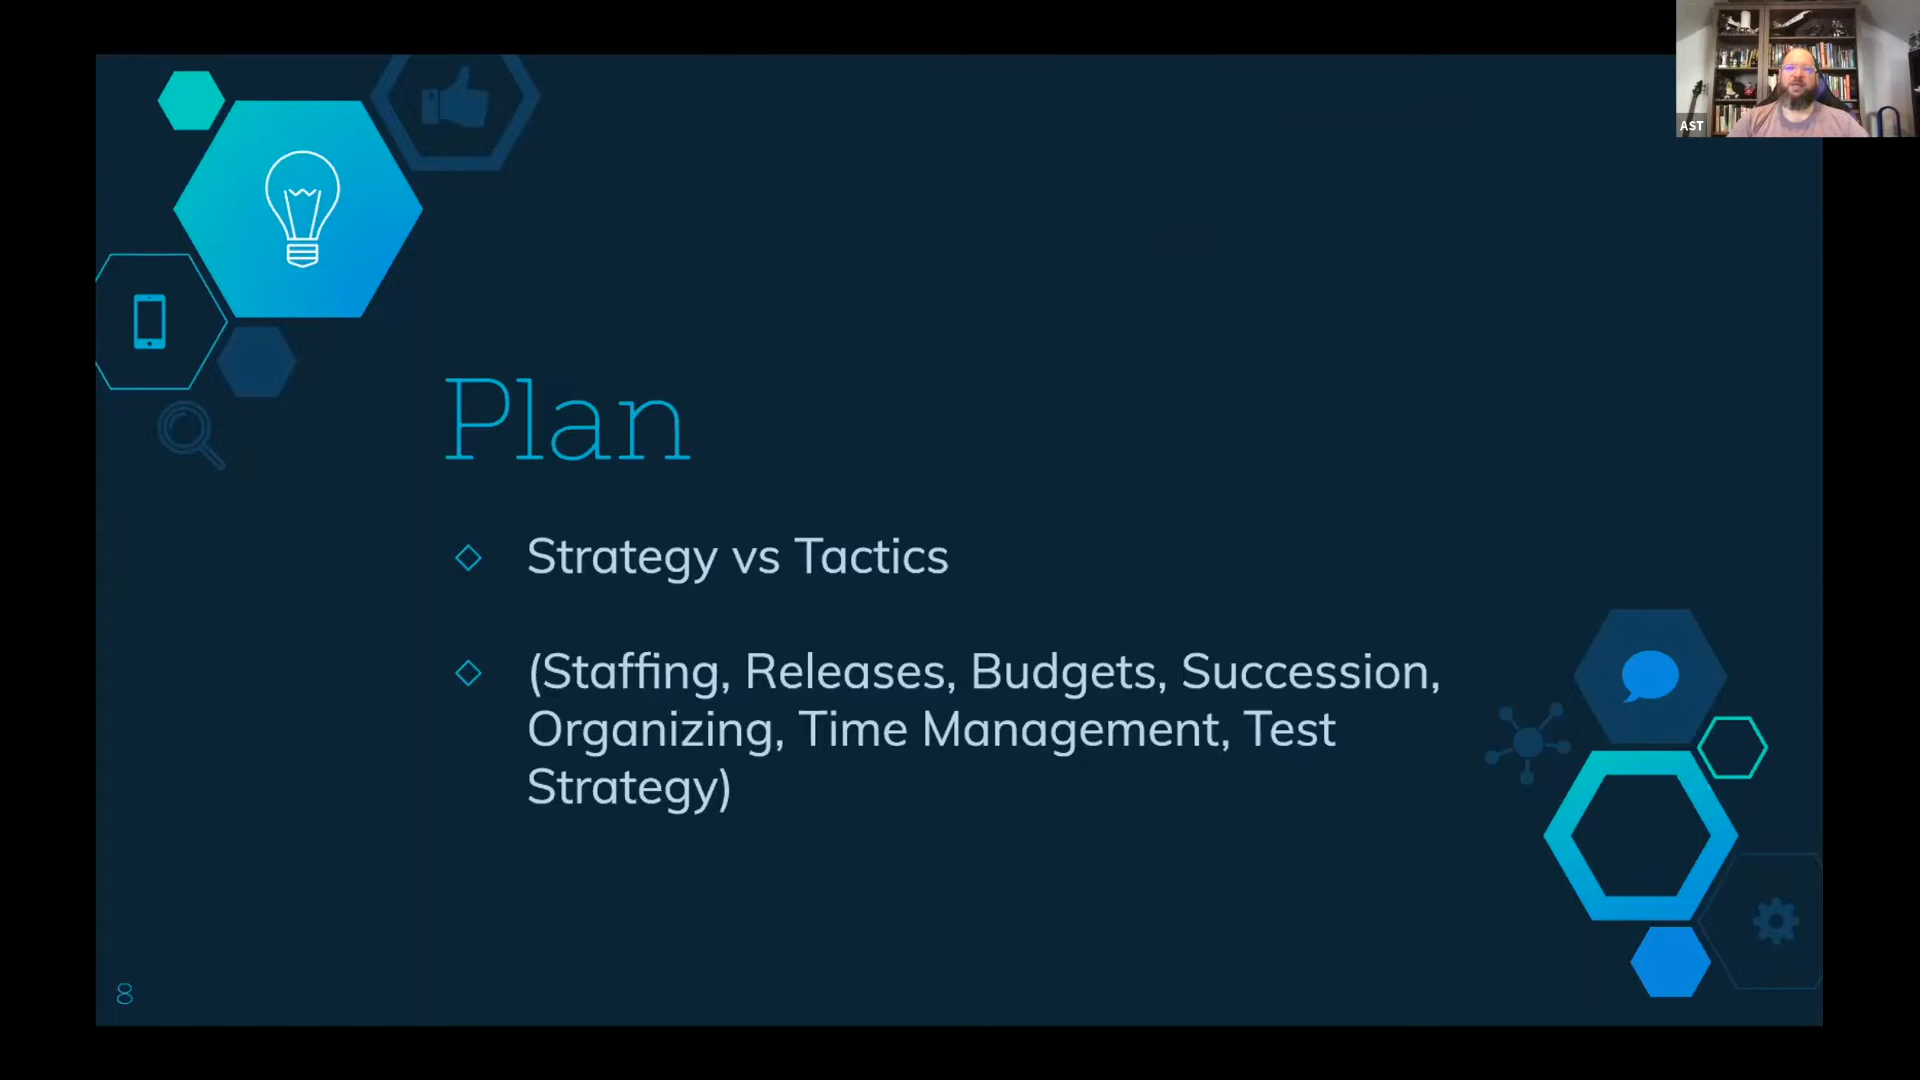 AST
Plan
Strategy vs Tactics
(Staffing, Releases, Budgets, Succession,
Organizing, Time Management, Test
Strategy)
8